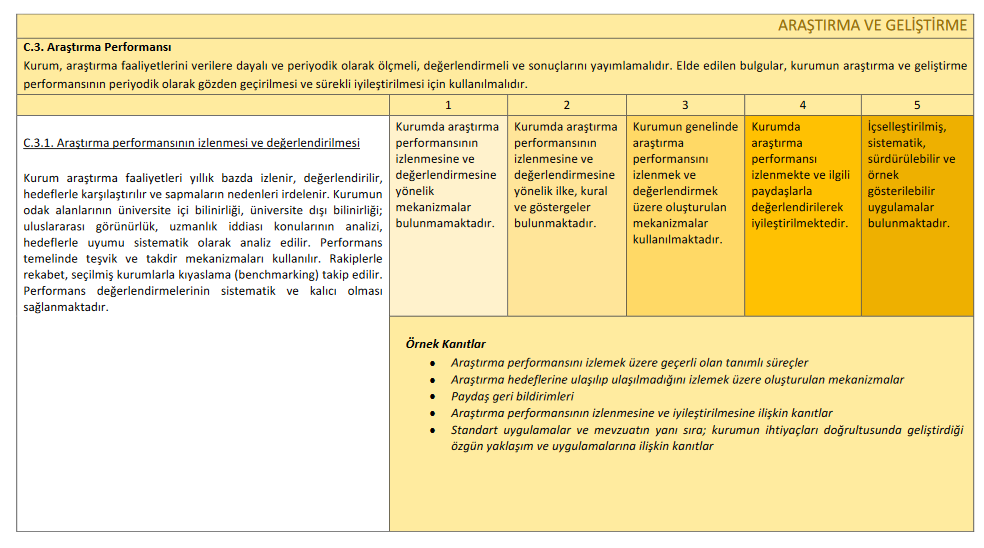 ARAŞTIRMA VE GELİŞTİRME
C.3. Araştırma Performansı
Kurum, araştırma faaliyetlerini verilere dayalı ve periyodik olarak ölçmeli, değerlendirmeli ve sonuçlarını yayımlamalıdır. Elde edilen bulgular, kurumun araştırma ve geliştirme
performansının periyodik olarak gözden geçirilmesi ve sürekli iyileştirilmesi için kullanılmalıdır.
1 2 3 4 5
C.3.1. Araştırma performansının izlenmesi ve değerlendirilmesi
Kurum araştırma faaliyetleri yıllık bazda izlenir, değerlendirilir,
hedeflerle karşılaştırılır ve sapmaların nedenleri irdelenir. Kurumun
odak alanlarının üniversite içi bilinirliği, üniversite dışı bilinirliği;
uluslararası görünürlük, uzmanlık iddiası konularının analizi,
hedeflerle uyumu sistematik olarak analiz edilir. Performans
temelinde teşvik ve takdir mekanizmaları kullanılır. Rakiplerle
rekabet, seçilmiş kurumlarla kıyaslama (benchmarking) takip edilir.
Performans değerlendirmelerinin sistematik ve kalıcı olması
sağlanmaktadır.
Kurumda araştırma
performansının
izlenmesine ve
değerlendirmesine
yönelik
mekanizmalar
bulunmamaktadır.
Kurumda araştırma
performansının
izlenmesine ve
değerlendirmesine
yönelik ilke, kural
ve göstergeler
bulunmaktadır.
Kurumun genelinde
araştırma
performansını
izlenmek ve
değerlendirmek
üzere oluşturulan
mekanizmalar
kullanılmaktadır.
Kurumda
araştırma
performansı
izlenmekte ve ilgili
paydaşlarla
değerlendirilerek
iyileştirilmektedir.
İçselleştirilmiş,
sistematik,
sürdürülebilir ve
örnek
gösterilebilir
uygulamalar
bulunmaktadır.
Örnek Kanıtlar
• Araştırma performansını izlemek üzere geçerli olan tanımlı süreçler
• Araştırma hedeflerine ulaşılıp ulaşılmadığını izlemek üzere oluşturulan mekanizmalar
• Paydaş geri bildirimleri
• Araştırma performansının izlenmesine ve iyileştirilmesine ilişkin kanıtlar
• Standart uygulamalar ve mevzuatın yanı sıra; kurumun ihtiyaçları doğrultusunda geliştirdiği
özgün yaklaşım ve uygulamalarına ilişkin kanıtlar